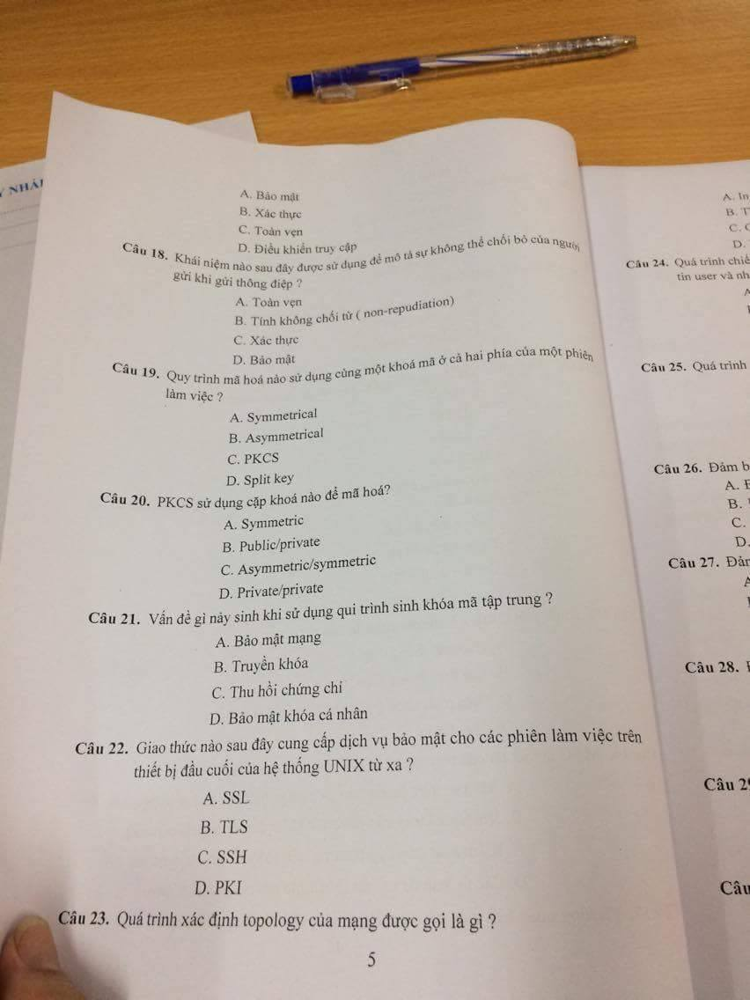 Y NHÁ
A. Bảo mật
B. Xác thực
C. Toàn vẹn
D. Điều khiển truy cập
Câu 18. Khái niệm nào sau đây được sử dụng để mô tả sự không thể chối bỏ của người
gửi khi gửi thông điệp ?
A. Toàn vẹn
B. Tính không chối từ ( non-repudiation)
C. Xác thực
D. Bảo mật
Câu 19. Quy trình mã hoá nào sử dụng cùng một khoá mã ở cả hai phía của một phiên
làm việc ?
A. Symmetrical
B. Asymmetrical
C. PKCS
D. Split key
Câu 20. PKCS sử dụng cặp khoá nào để mã hoá?
A. Symmetric
B. Public/private
C. Asymmetric/symmetric
D. Private/private
Câu 21. Vấn đề gì nảy sinh khi sử dụng qui trình sinh khóa mã tập trung ?
A. Bảo mật mạng
B. Truyền khóa
C. Thu hồi chứng chỉ
D. Bảo mật khóa cá nhân
Câu 22. Giao thức nào sau đây cung cấp dịch vụ bảo mật cho các phiên làm việc trên
thiết bị đầu cuối của hệ thống UNIX từ xa ?
A. SSL
B. TLS
C. SSH
D. PKI
Câu 23. Quá trình xác định topology của mạng được gọi là gì ?
5
A. In
B. T
C.
D.
Câu 24. Quá trình chiế
tin user và nh
Câu 25. Quá trình
Câu 26. Đảm b
A.
B.
C.
D.
Câu 27. Đảm
Câu 28.
Câu 29
Câu